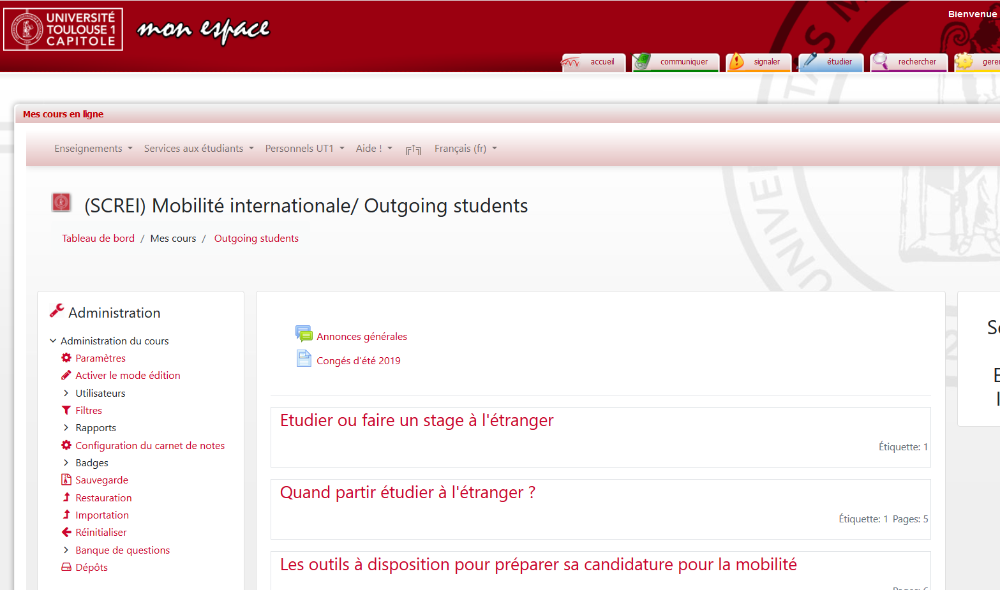 UNIVERSITÉ
TOULOUSE 1
CAPITOLE
mon espace
Bienvenue
accueil
communiquer
signaler
étudier
rechercher
Mes cours en ligne
Enseignements
Services aux étudiants
Personnels UT1
Aide !
╔↑╗
Français (fr)
(SCREI) Mobilité internationale/ Outgoing students
Tableau de bord / Mes cours / Outgoing students
Administration
Administration du cours
Paramètres
Activer le mode édition
Utilisateurs
Filtres
Rapports
Configuration du carnet de notes
Badges
Sauvegarde
Restauration
Importation
Réinitialiser
Banque de questions
Dépôts
Annonces générales
Congés d'été 2019
Etudier ou faire un stage à l'étranger
Étiquette: 1
Quand partir étudier à l'étranger ?
Étiquette: 1 Pages: 5
Les outils à disposition pour préparer sa candidature pour la mobilité